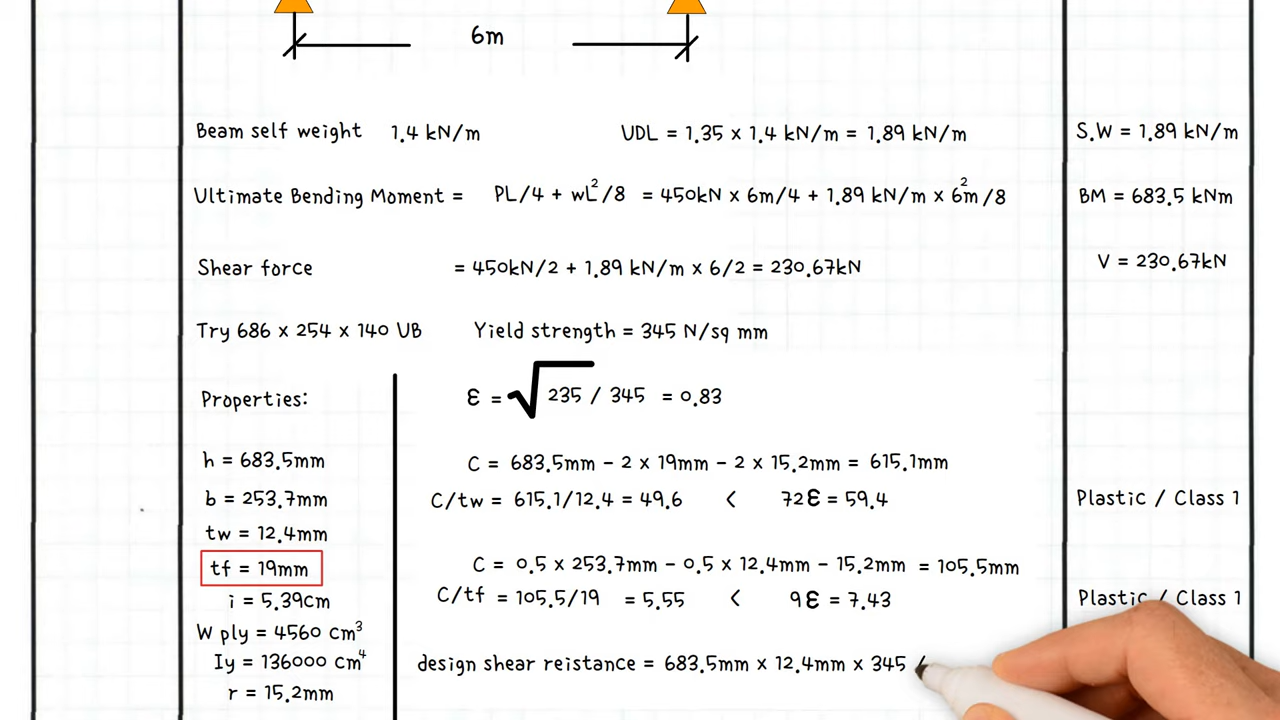 6m
Beam self weight 1.4 kN/m UDL = 1.35 x 1.4 kN/m = 1.89 kN/m S.W = 1.89 kN/m
Ultimate Bending Moment = PL/4 + wL²/8 = 450kN x 6m/4 + 1.89 kN/m x 6²m/8 BM = 683.5 kNm
Shear force = 450kN/2 + 1.89 kN/m x 6/2 = 230.67kN V = 230.67kN
Try 686 x 254 x 140 UB Yield strength = 345 N/sq mm
Properties: Ɛ = √235 / 345 = 0.83
h = 683.5mm C = 683.5mm - 2 x 19mm - 2 x 15.2mm = 615.1mm
b = 253.7mm C/tw = 615.1/12.4 = 49.6 < 72Ɛ = 59.4 Plastic / Class 1
tw = 12.4mm
tf = 19mm C = 0.5 x 253.7mm - 0.5 x 12.4mm - 15.2mm = 105.5mm
i = 5.39cm C/tf = 105.5/19 = 5.55 < 9Ɛ = 7.43 Plastic / Class 1
W ply = 4560 cm³
Iy = 136000 cm⁴ design shear reistance = 683.5mm x 12.4mm x 345
r = 15.2mm